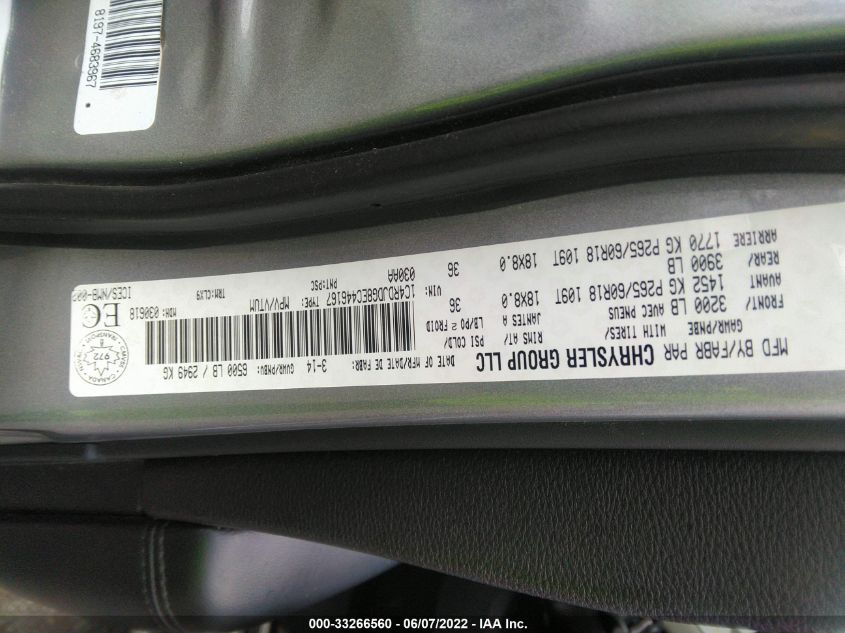 8197-4683967
MFD BY/FABR PAR CHRYSLER GROUP LLC
DATE OF MFR/DATE DE FABR: 3-14
GVWR/PNBV: 6500 LB / 2949 KG
GAWR/PNBE WITH TIRES/ RIMS AT/ PSI COLD/
AVEC PNEUS JANTES A LB/PO 2 FROID
FRONT/ 3200 LB
AVANT 1452 KG P265/60R18 109T 18X8.0 36
REAR/ 3900 LB
ARRIERE 1770 KG P265/60R18 109T 18X8.0 36
VIN: 1C4RDJDG8EC446167 TYPE: MPV/VTUM
MDH: 030618
030AA PNT:PSC TRM:CLX9
EC
972
ICES/NMB-002
000-33266560 - 06/07/2022 - IAA Inc.